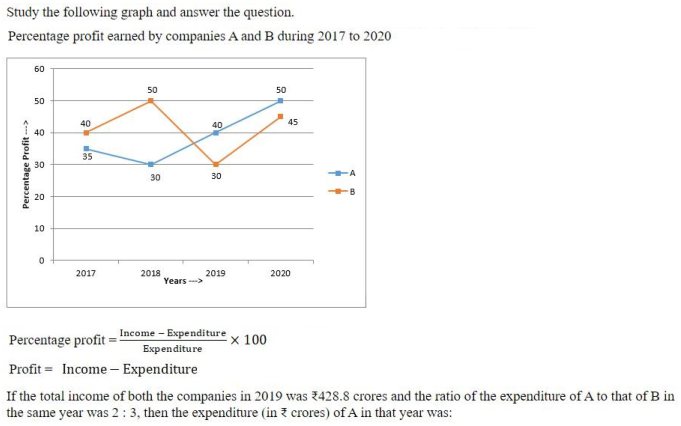 Study the following graph and answer the question.
Percentage profit earned by companies A and B during 2017 to 2020
60
50
40
30
20
10
0
Percentage Profit --->
40
35
50
30
40
30
50
45
A
B
2017 2018 2019 2020
Years --->
Percentage profit = Income − Expenditure / Expenditure × 100
Profit = Income − Expenditure
If the total income of both the companies in 2019 was ₹428.8 crores and the ratio of the expenditure of A to that of B in
the same year was 2 : 3, then the expenditure (in ₹ crores) of A in that year was: